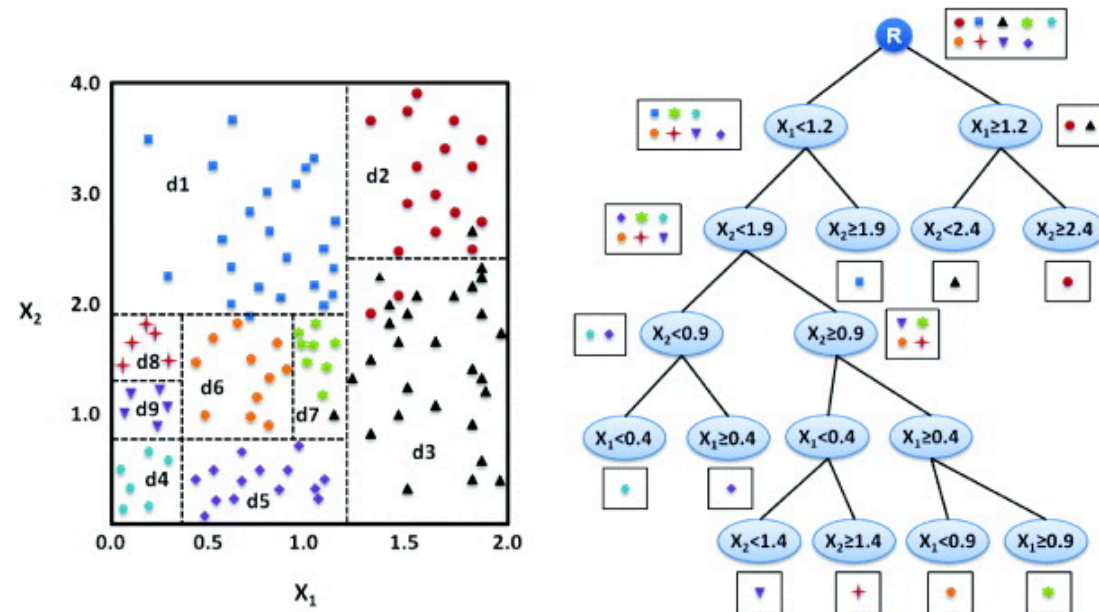 4.0
3.0
2.0
1.0
0.0 0.5 1.0 1.5 2.0
X₂
X₁
d1
d2
d8
d6
d7
d9
d3
d4
d5
R
X₁<1.2
X₁≥1.2
X₂<1.9
X₂≥1.9
X₂<2.4
X₂≥2.4
X₂<0.9
X₂≥0.9
X₁<0.4
X₁≥0.4
X₁<0.4
X₁≥0.4
X₂<1.4
X₂≥1.4
X₁<0.9
X₁≥0.9